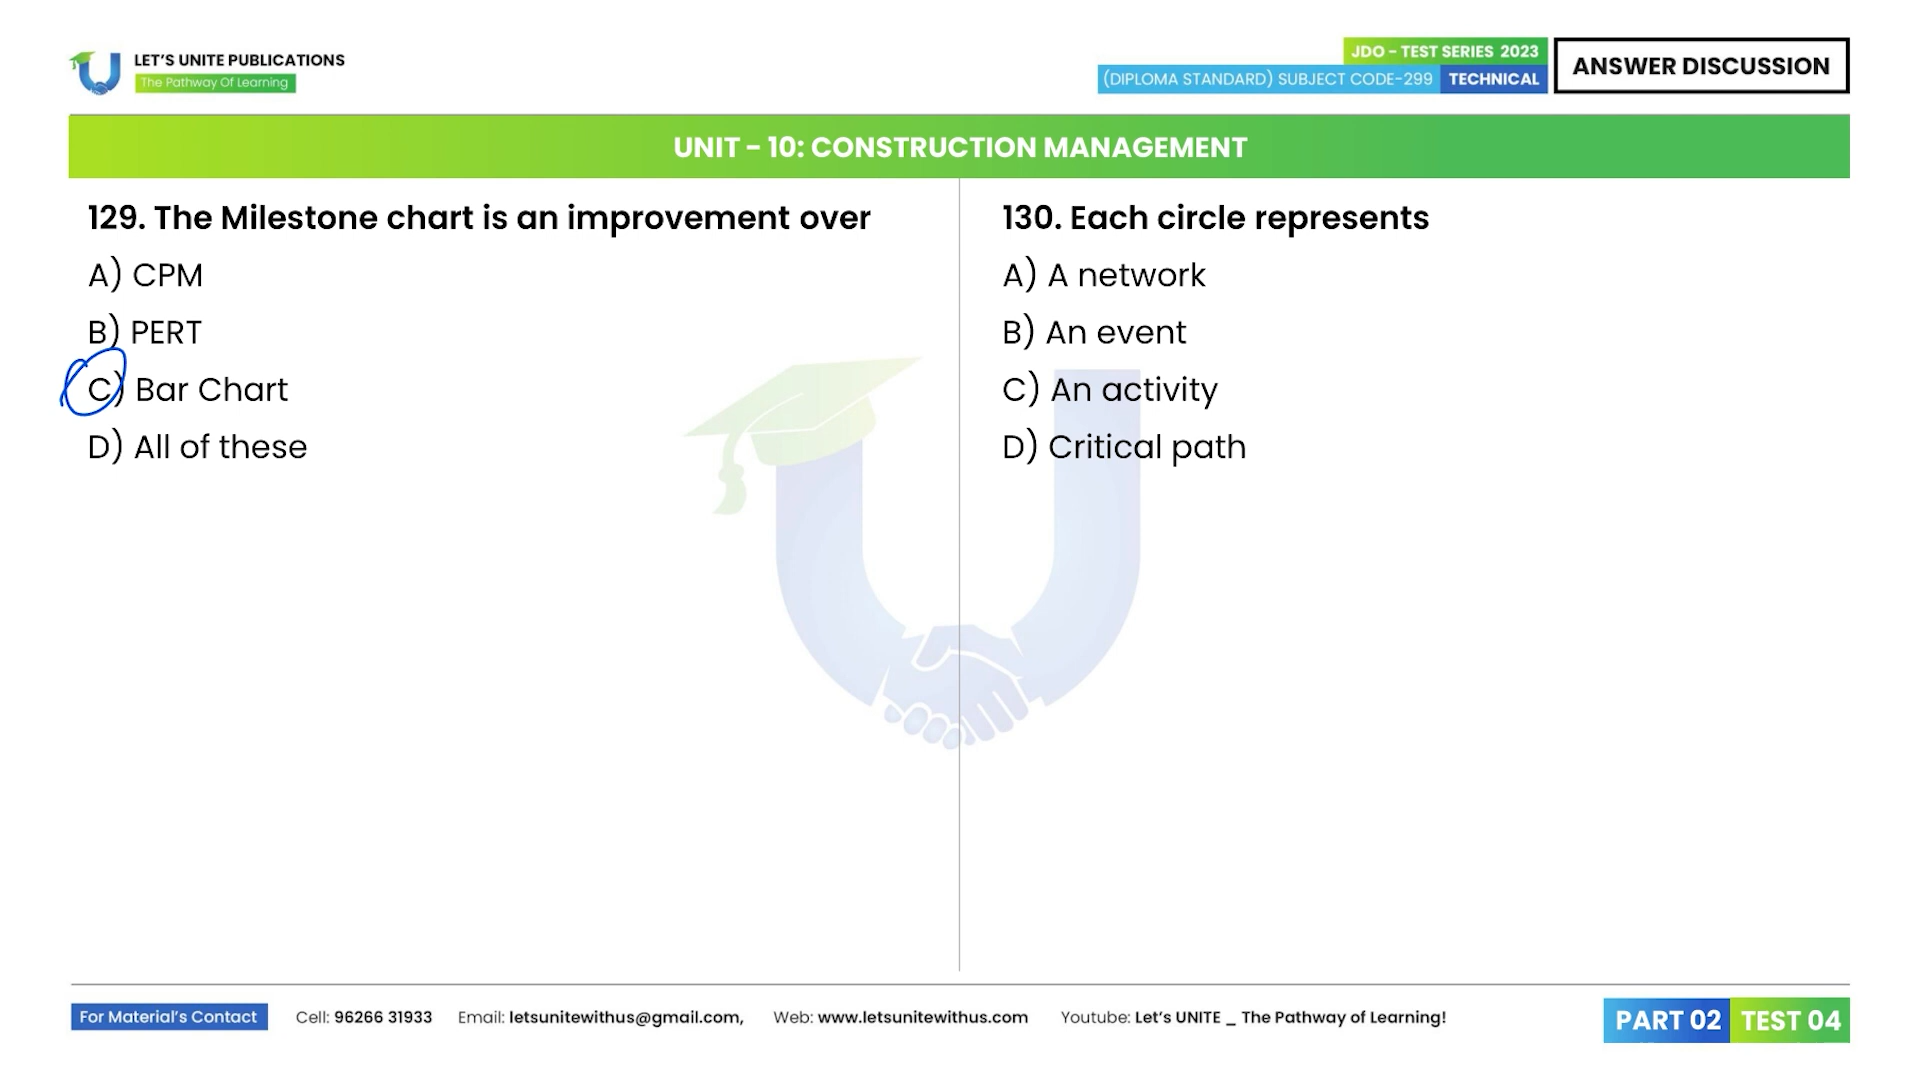 LET'S UNITE PUBLICATIONS
The Pathway Of Learning
JDO - TEST SERIES 2023
(DIPLOMA STANDARD) SUBJECT CODE-299 TECHNICAL
ANSWER DISCUSSION
UNIT - 10: CONSTRUCTION MANAGEMENT
129. The Milestone chart is an improvement over
A) CPM
B) PERT
C) Bar Chart
D) All of these
130. Each circle represents
A) A network
B) An event
C) An activity
D) Critical path
For Material's Contact Cell: 96266 31933 Email: letsunitewithus@gmail.com, Web: www.letsunitewithus.com Youtube: Let's UNITE _ The Pathway of Learning!
PART 02 TEST 04